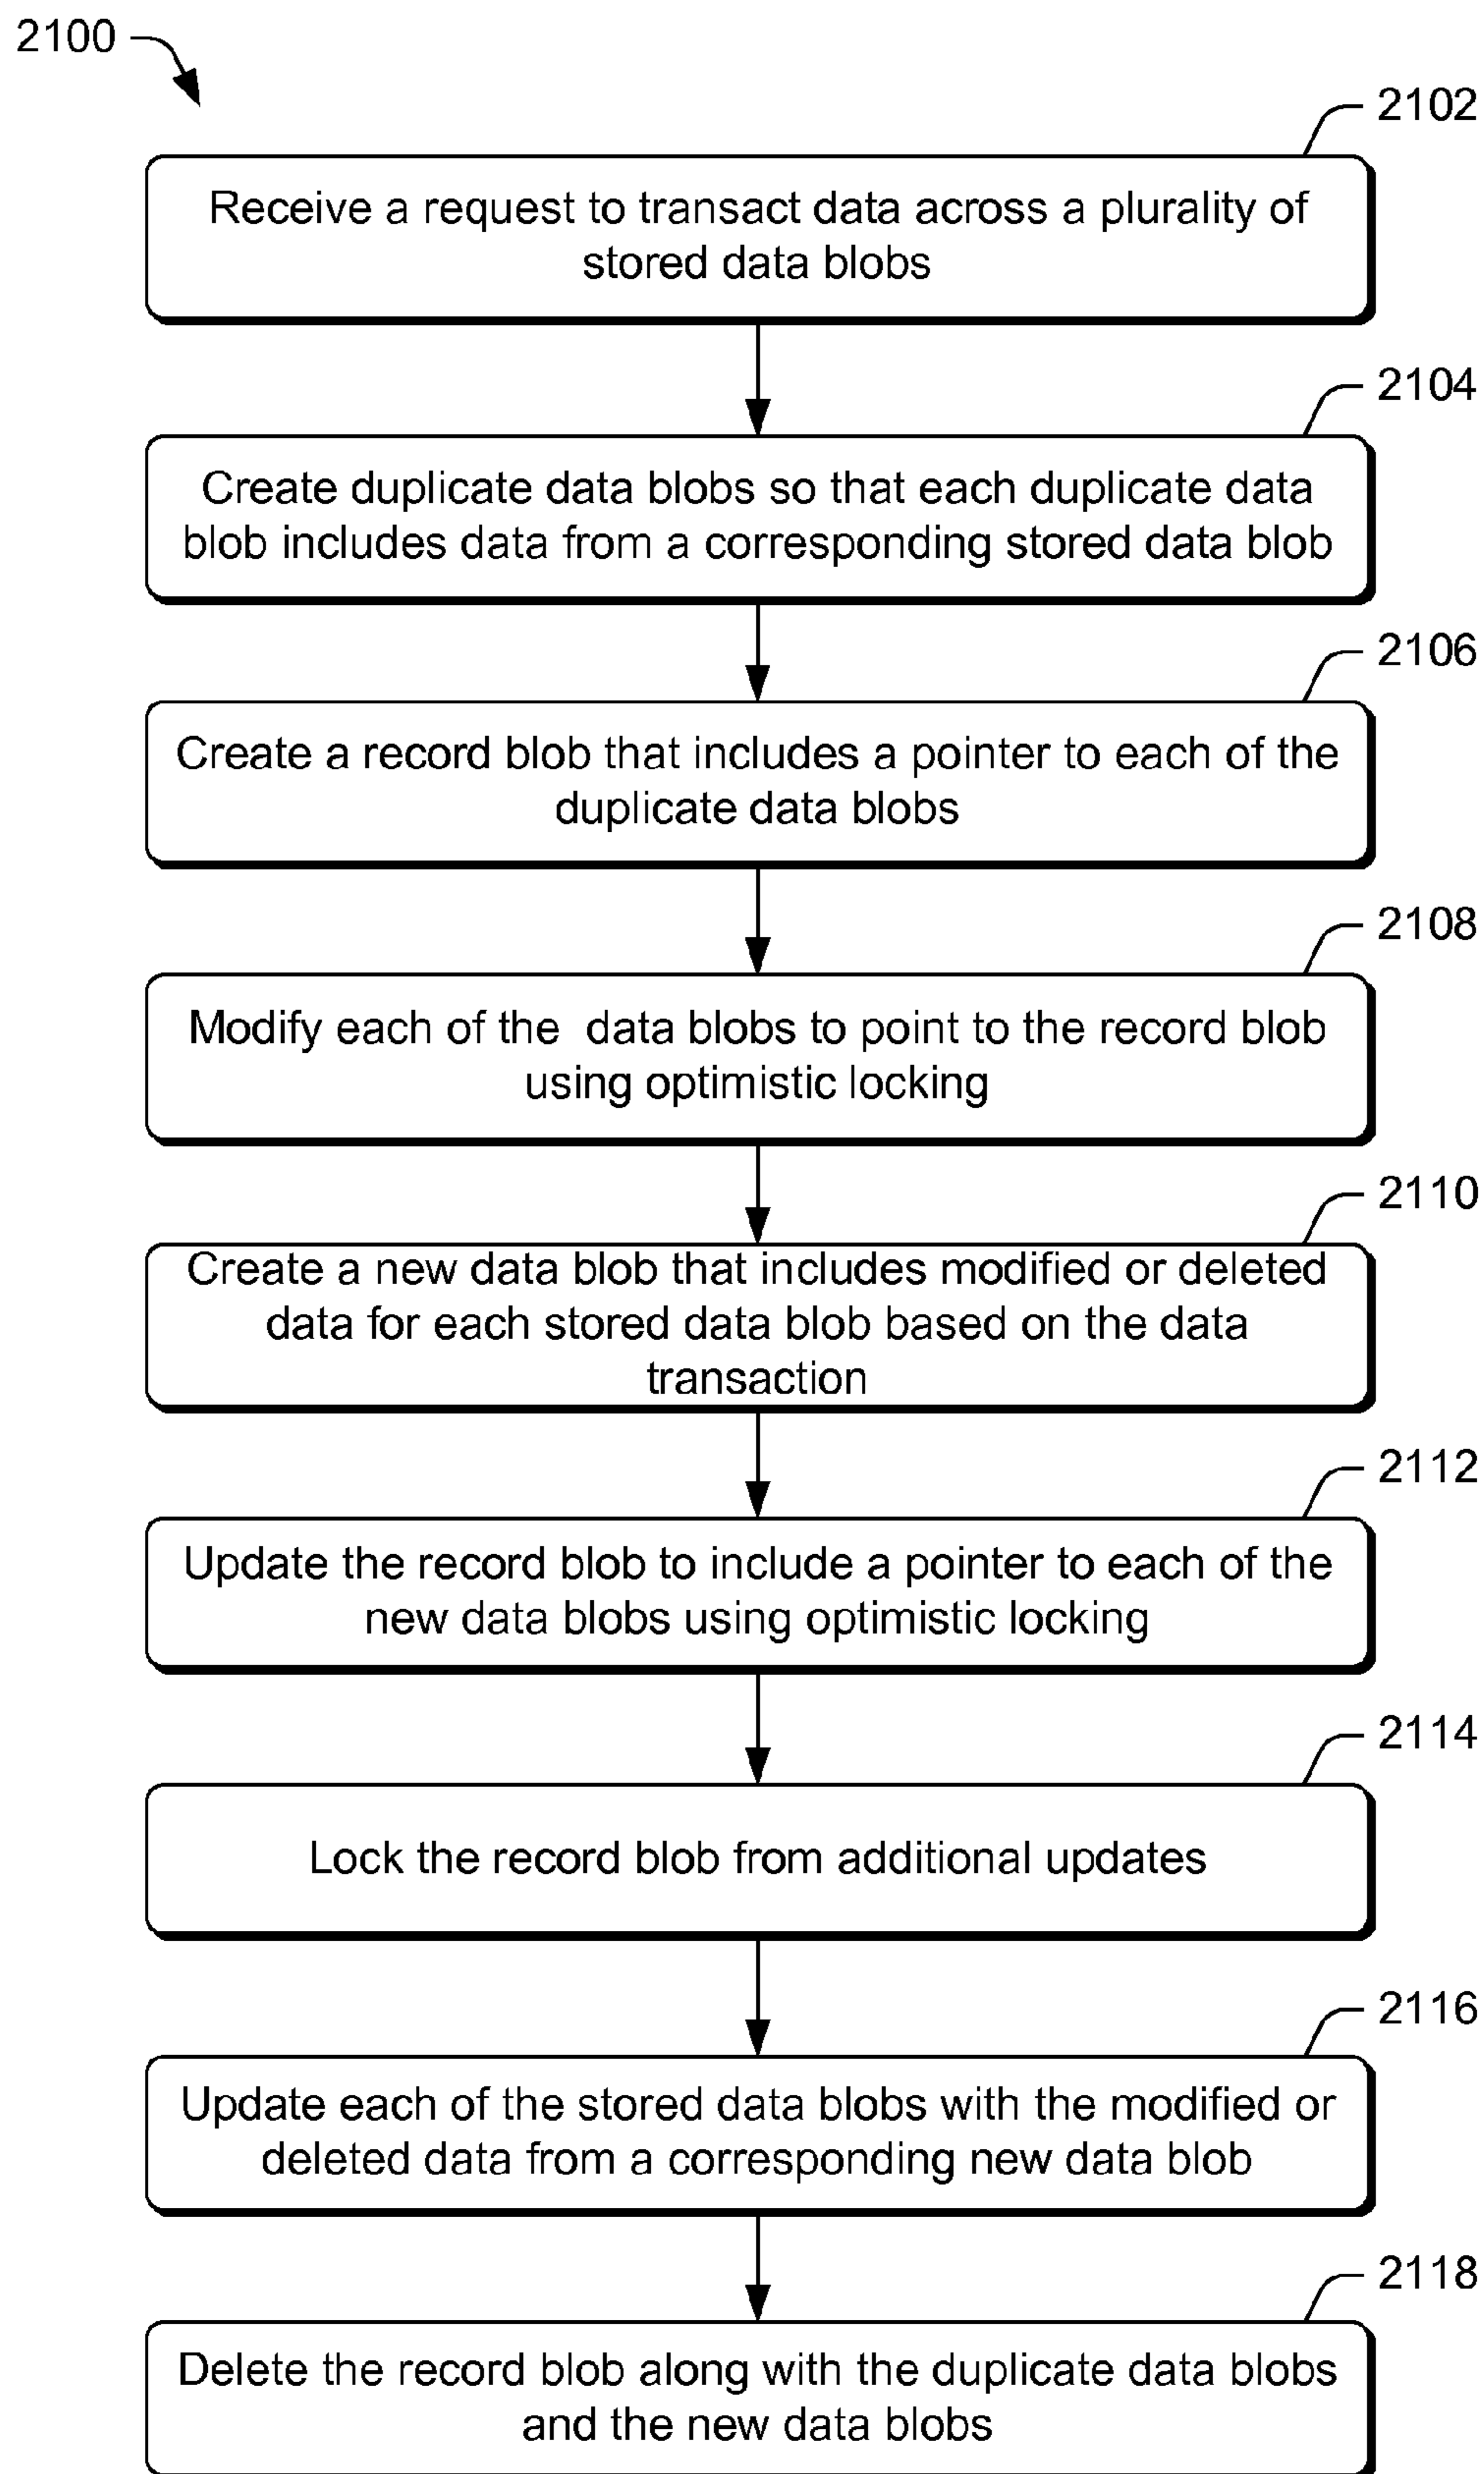 2100
2102
Receive a request to transact data across a plurality of
stored data blobs
2104
Create duplicate data blobs so that each duplicate data
blob includes data from a corresponding stored data blob
2106
Create a record blob that includes a pointer to each of the
duplicate data blobs
2108
Modify each of the data blobs to point to the record blob
using optimistic locking
2110
Create a new data blob that includes modified or deleted
data for each stored data blob based on the data
transaction
2112
Update the record blob to include a pointer to each of the
new data blobs using optimistic locking
2114
Lock the record blob from additional updates
2116
Update each of the stored data blobs with the modified or
deleted data from a corresponding new data blob
2118
Delete the record blob along with the duplicate data blobs
and the new data blobs